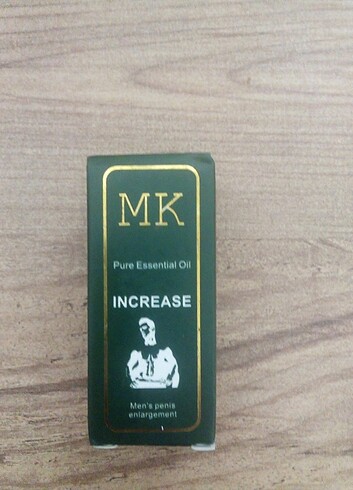 MK
Pure Essential Oil
INCREASE
Men's penis
enlargement